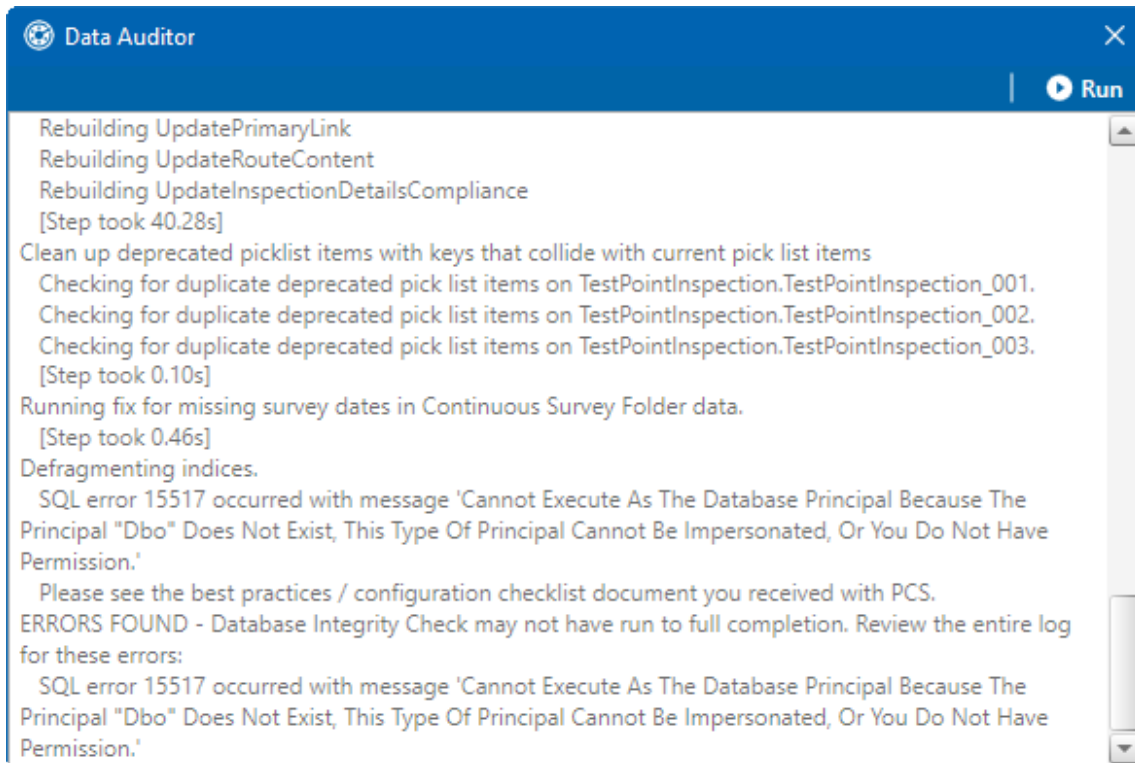 Data Auditor
Run
Rebuilding UpdatePrimaryLink
Rebuilding UpdateRouteContent
Rebuilding UpdateInspectionDetailsCompliance
[Step took 40.28s]
Clean up deprecated picklist items with keys that collide with current pick list items
Checking for duplicate deprecated pick list items on TestPointInspection.TestPointInspection_001.
Checking for duplicate deprecated pick list items on TestPointInspection.TestPointInspection_002.
Checking for duplicate deprecated pick list items on TestPointInspection.TestPointInspection_003.
[Step took 0.10s]
Running fix for missing survey dates in Continuous Survey Folder data.
[Step took 0.46s]
Defragmenting indices.
SQL error 15517 occurred with message 'Cannot Execute As The Database Principal Because The
Principal "Dbo" Does Not Exist, This Type Of Principal Cannot Be Impersonated, Or You Do Not Have
Permission.'
Please see the best practices / configuration checklist document you received with PCS.
ERRORS FOUND - Database Integrity Check may not have run to full completion. Review the entire log
for these errors:
SQL error 15517 occurred with message 'Cannot Execute As The Database Principal Because The
Principal "Dbo" Does Not Exist, This Type Of Principal Cannot Be Impersonated, Or You Do Not Have
Permission.'